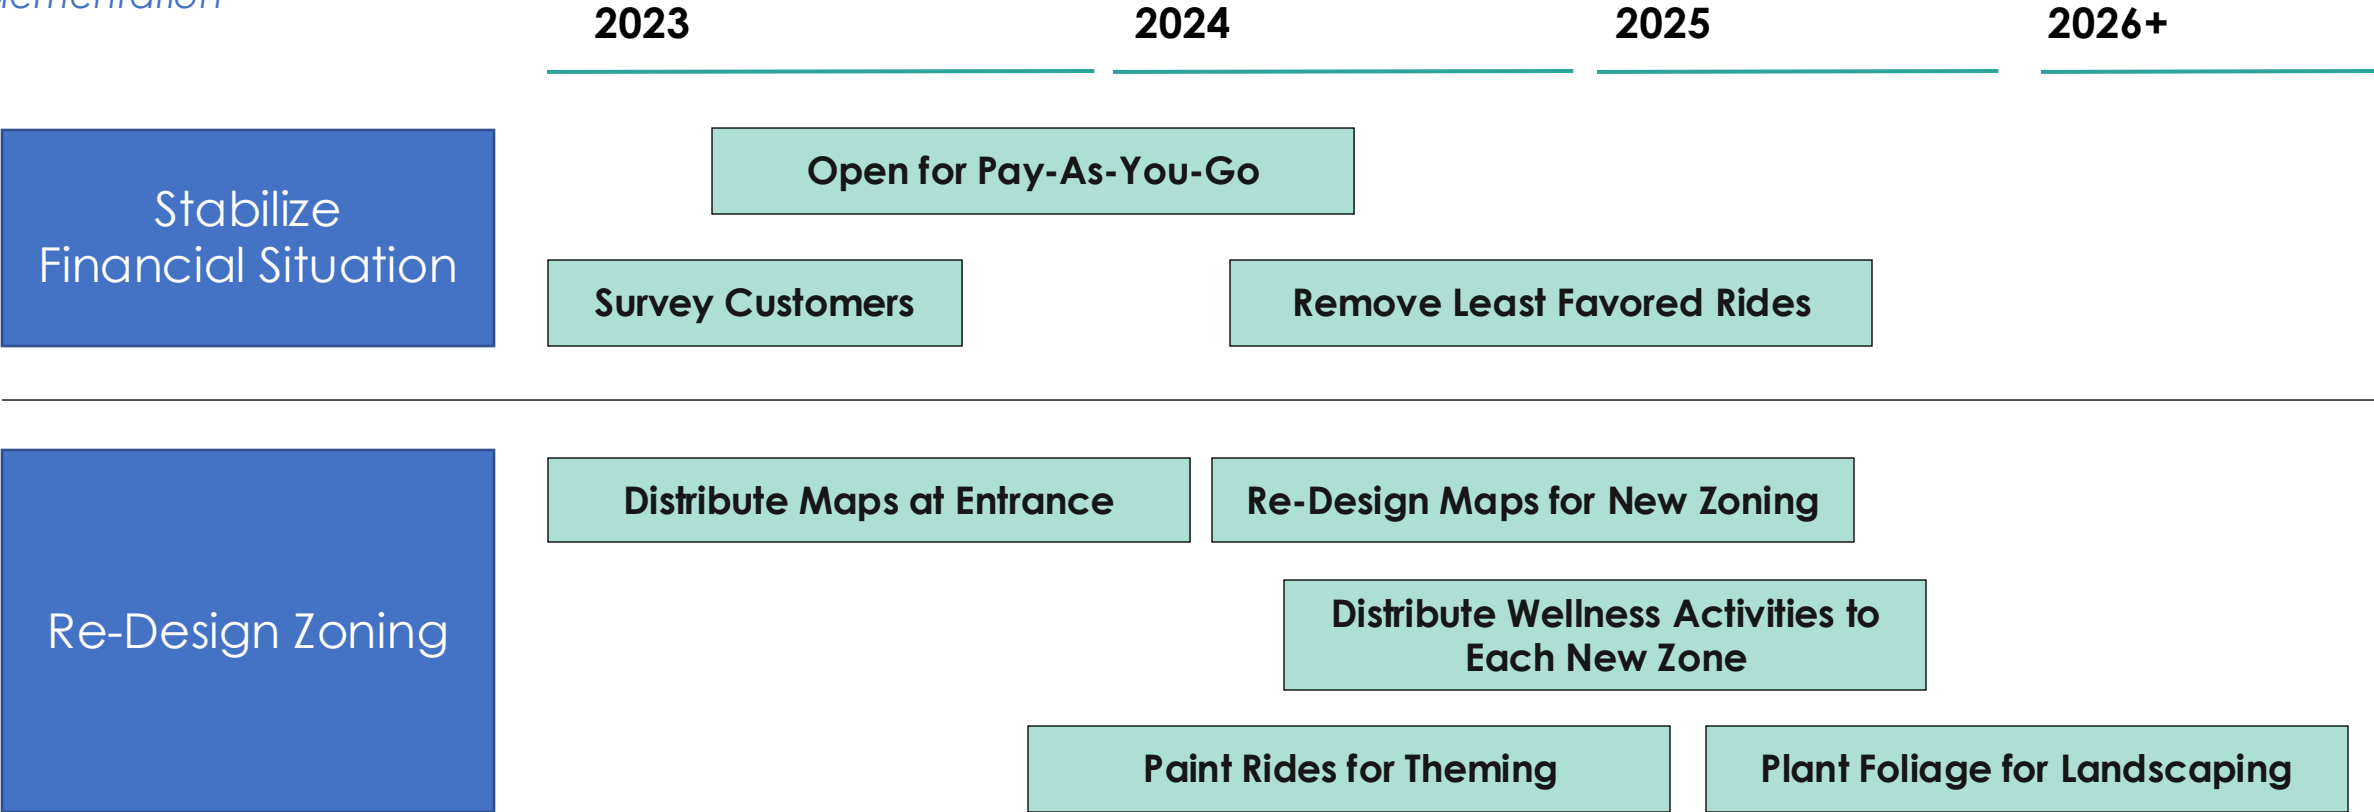 2023 2024 2025 2026+
Stabilize
Financial Situation
Open for Pay-As-You-Go
Survey Customers
Remove Least Favored Rides
Re-Design Zoning
Distribute Maps at Entrance
Re-Design Maps for New Zoning
Distribute Wellness Activities to
Each New Zone
Paint Rides for Theming
Plant Foliage for Landscaping